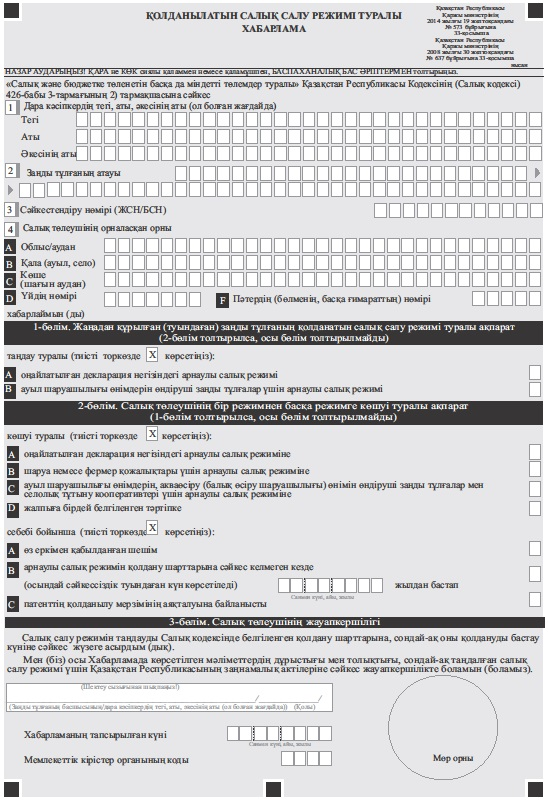 ҚОЛДАНЫЛАТЫН САЛЫҚ САЛУ РЕЖИМІ ТУРАЛЫ
ХАБАРЛАМА
Қазақстан Республикасы
Қаржы министрінің
2014 жылғы 19 желтоқсандағы
№ 573 бұйрығына
33-қосымша
Қазақстан Республикасы
Қаржы министрінің
2008 жылғы 30 желтоқсандағы
№ 637 бұйрығына 33-қосымша
нысан
НАЗАР АУДАРЫҢЫЗ! ҚАРА не КӨК сиялы қаламмен немесе қаламұшпен, БАСПАХАНАЛЫҚ БАС ӘРІПТЕРМЕН толтырыңыз.
«Салық және бюджетке төленетін басқа да міндетті төлемдер туралы» Қазақстан Республикасы Кодексінің (Салық кодексі)
426-бабы 3-тармағының 2) тармақшасына сәйкес
1 Дара кәсіпкердің тегі, аты, әкесінің аты (ол болған жағдайда)
Тегі
Аты
Әкесінің аты
2 Заңды тұлғаның атауы
3 Сәйкестендіру нөмірі (ЖСН/БСН)
4 Салық төлеушінің орналасқан орны
A Облыс/аудан
B Қала (ауыл, село)
C Көше
(шағын аудан)
D Үйдің нөмірі F Пәтердің (бөлменің, басқа ғимараттың) нөмірі
хабарлаймын (ды)
1-бөлім. Жаңадан құрылған (туындаған) заңды тұлғаның қолданатын салық салу режимі туралы ақпарат
(2-бөлім толтырылса, осы бөлім толтырылмайды)
таңдау туралы (тиісті торкөзде X көрсетіңіз):
A оңайлатылған декларация негізіндегі арнаулы салық режимі
B ауыл шаруашылығы өнімдерін өндіруші заңды тұлғалар үшін арнаулы салық режимі
2-бөлім. Салық төлеушінің бір режимнен басқа режимге көшуі туралы ақпарат
(1-бөлім толтырылса, осы бөлім толтырылмайды)
көшуі туралы (тиісті торкөзде X көрсетіңіз):
A оңайлатылған декларация негізіндегі арнаулы салық режиміне
B шаруа немесе фермер қожалықтары үшін арнаулы салық режиміне
C ауыл шаруашылығы өнімдерін, акваөсіру (балық өсіру шаруашылығы) өнімін өндіруші заңды тұлғалар мен
селолық тұтыну кооперативтері үшін арнаулы салық режиміне
D жалпыға бірдей белгіленген тәртіпке
себебі бойынша (тиісті торкөзде X көрсетіңіз):
A өз еркімен қабылданған шешім
B арнаулы салық режимін қолдану шарттарына сәйкес келмеген кезде
(осындай сәйкессіздік туындаған күн көрсетіледі) жылдан бастап
Санмен күні, айы, жылы
C патенттің қолданылу мерзімінің аяқталуына байланысты
3-бөлім. Салық төлеушінің жауапкершілігі
Салық салу режимін таңдауды Салық кодексінде белгіленген қолдану шарттарына, сондай-ақ оны қолдануды бастау
күніне сәйкес жүзеге асырдым (дық).
Мен (біз) осы Хабарламада көрсетілген мәліметтердің дұрыстығы мен толықтығы, сондай-ақ таңдалған салық
салу режимі үшін Қазақстан Республикасының заңнамалық актілеріне сәйкес жауапкершілікте боламын (боламыз).
(Шектеу сызығынан шықпаңыз!)
(Заңды тұлғаның басшысының/дара кәсіпкердің тегі, аты, әкесінің аты (ол болған жағдайда)) (Қолы)
Хабарламаның тапсырылған күні
Санмен күні, айы, жылы
Мемлекеттік кірістер органының коды
Мөр орны